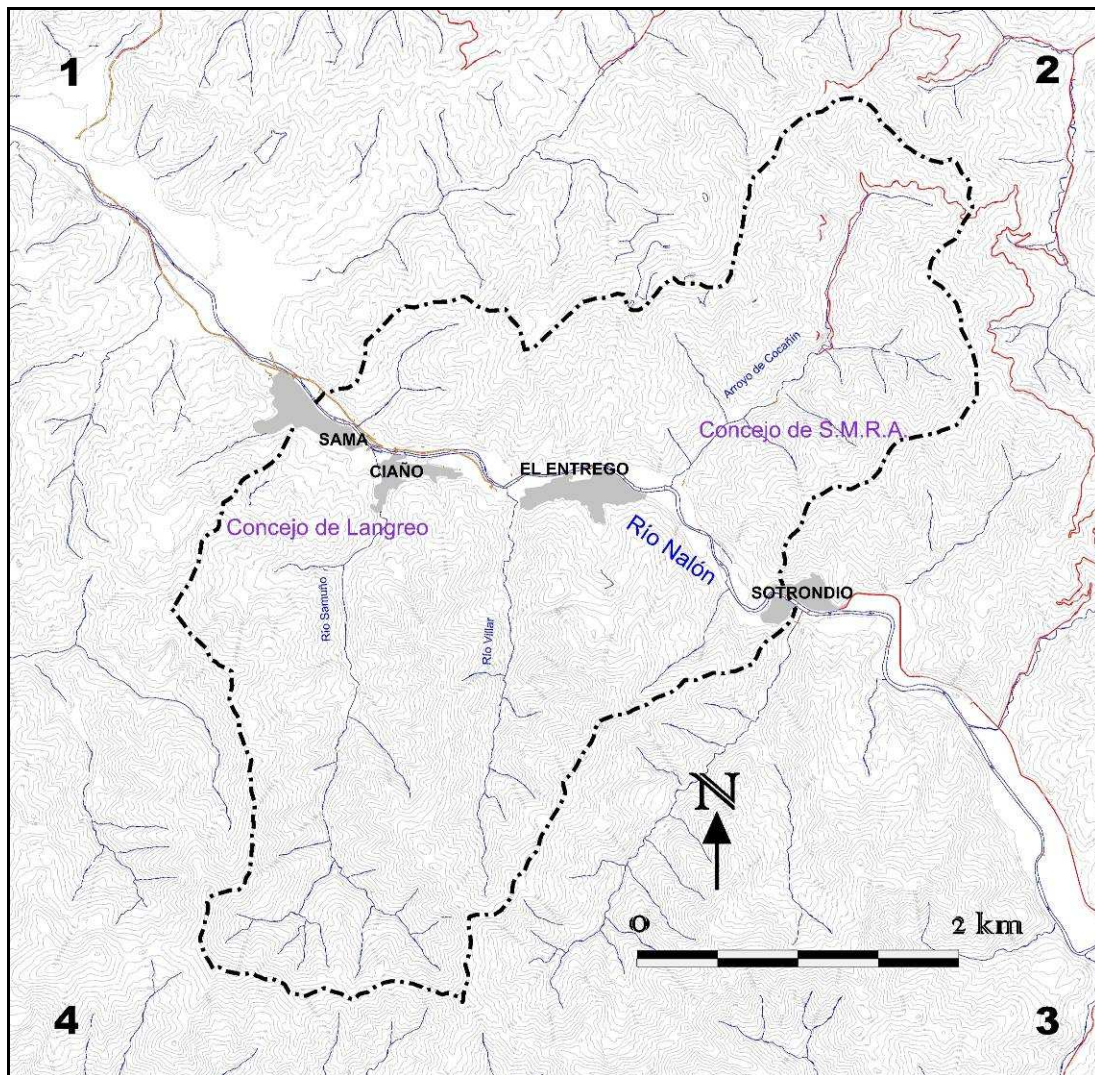 1
2
Arroyo de Cocañín
Concejo de S.M.R.A.
SAMA
CIAÑO
EL ENTREGO
Concejo de Langreo
Río Nalón
SOTRONDIO
Río Samuño
Río Villar
N
0
2 km
4
3